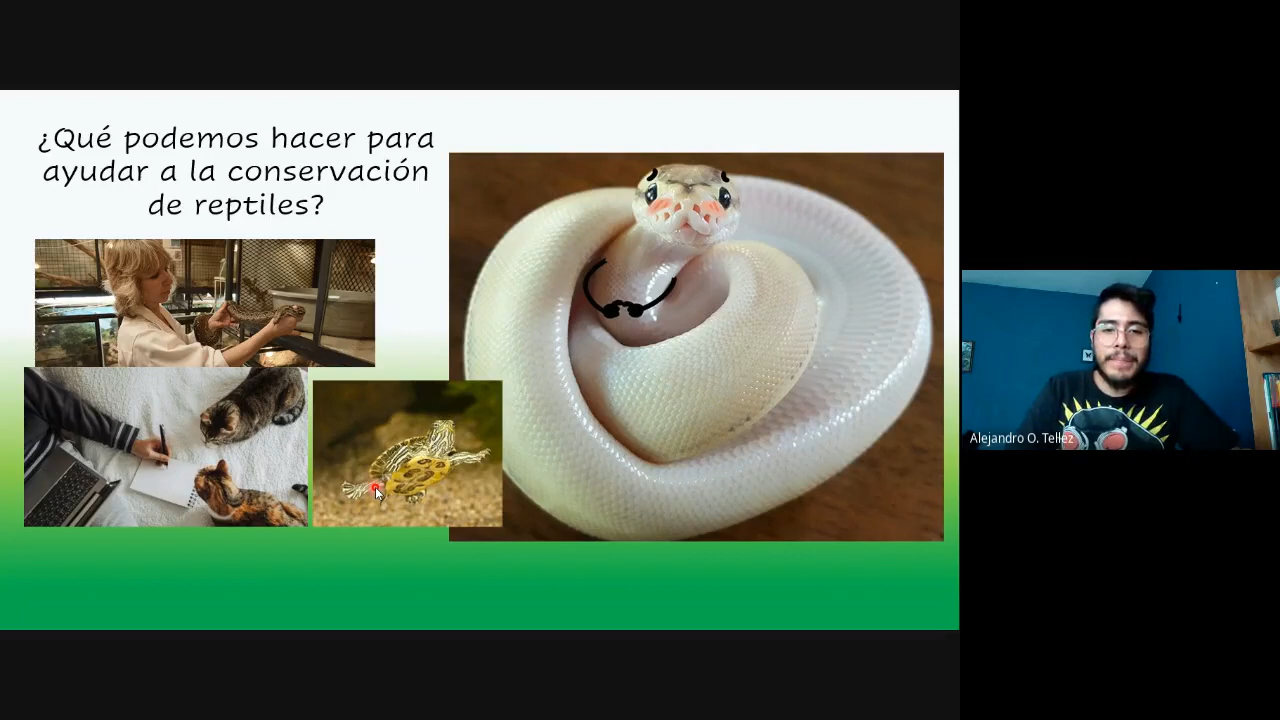 ¿Qué podemos hacer para
ayudar a la conservación
de reptiles?
Alejandro O. Tellez